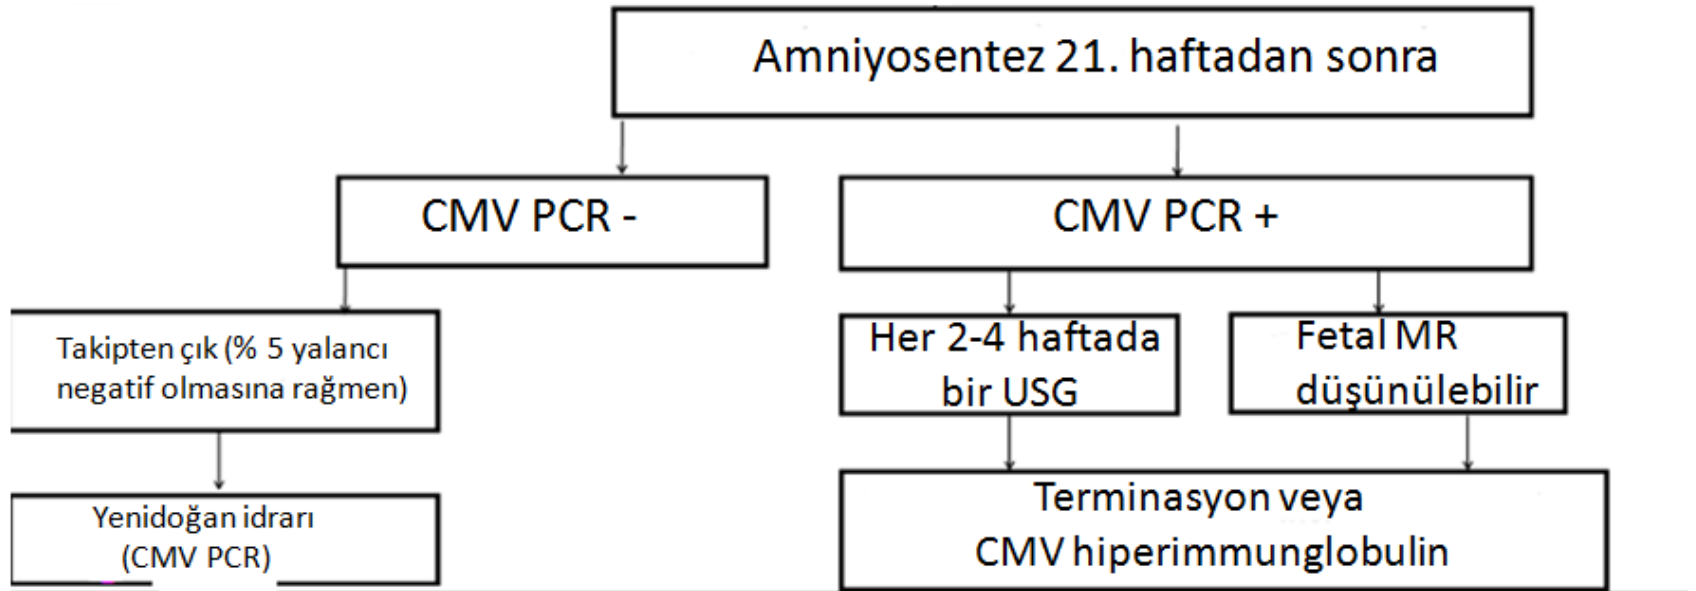 Amniyosentez 21. haftadan sonra
CMV PCR -
CMV PCR +
Takipten çık (% 5 yalancı
negatif olmasına rağmen)
Her 2-4 haftada
bir USG
Fetal MR
düşünülebilir
Yenidoğan idrarı
(CMV PCR)
Terminasyon veya
CMV hiperimmunglobulin